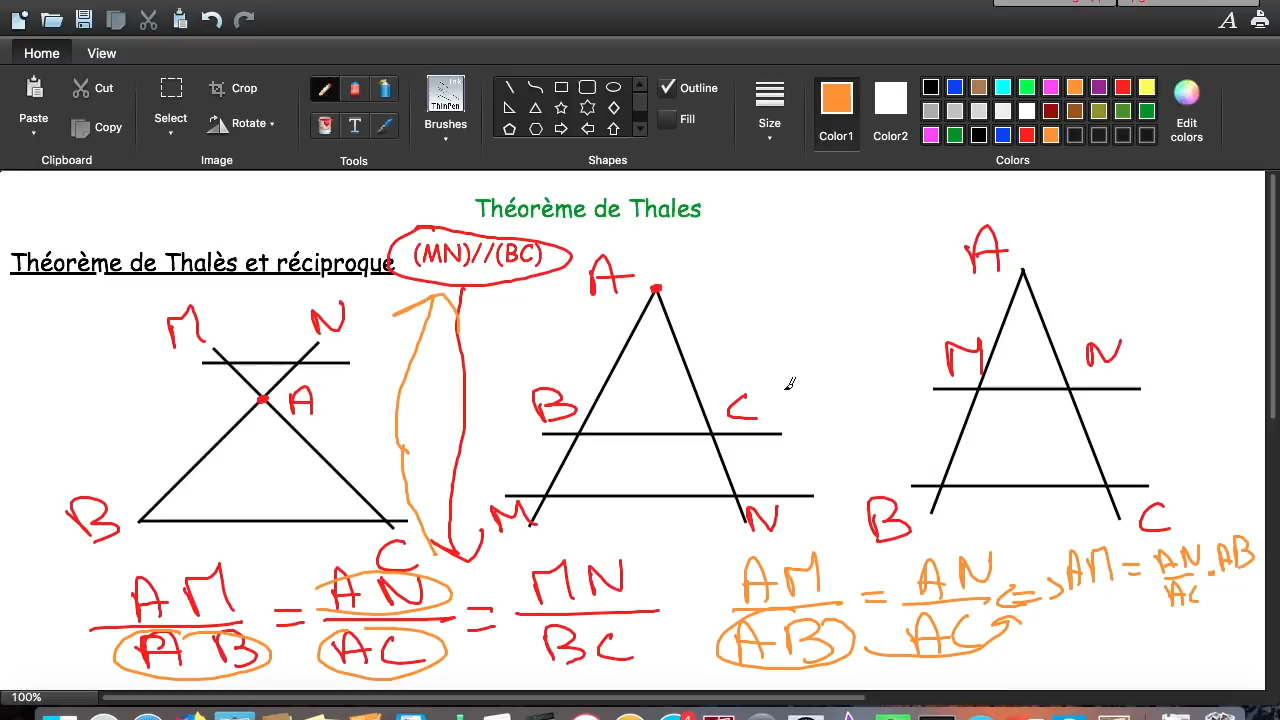 Home View
Paste
Cut
Copy
Clipboard
Select
Crop
Rotate
Image
Tools
T
Ink
ThinPen
Brushes
Shapes
Outline
Fill
Size
Color1
Color2
Edit
colors
Colors
A
Théorème de Thales
Théorème de Thalès et réciproque
(MN)//(BC)
M N
A
B C
A
B C
M N
A
M N
B C
AM/AB = AN/AC = MN/BC
AM/AB = AN/AC <=> AM = AN/AC . AB
100%